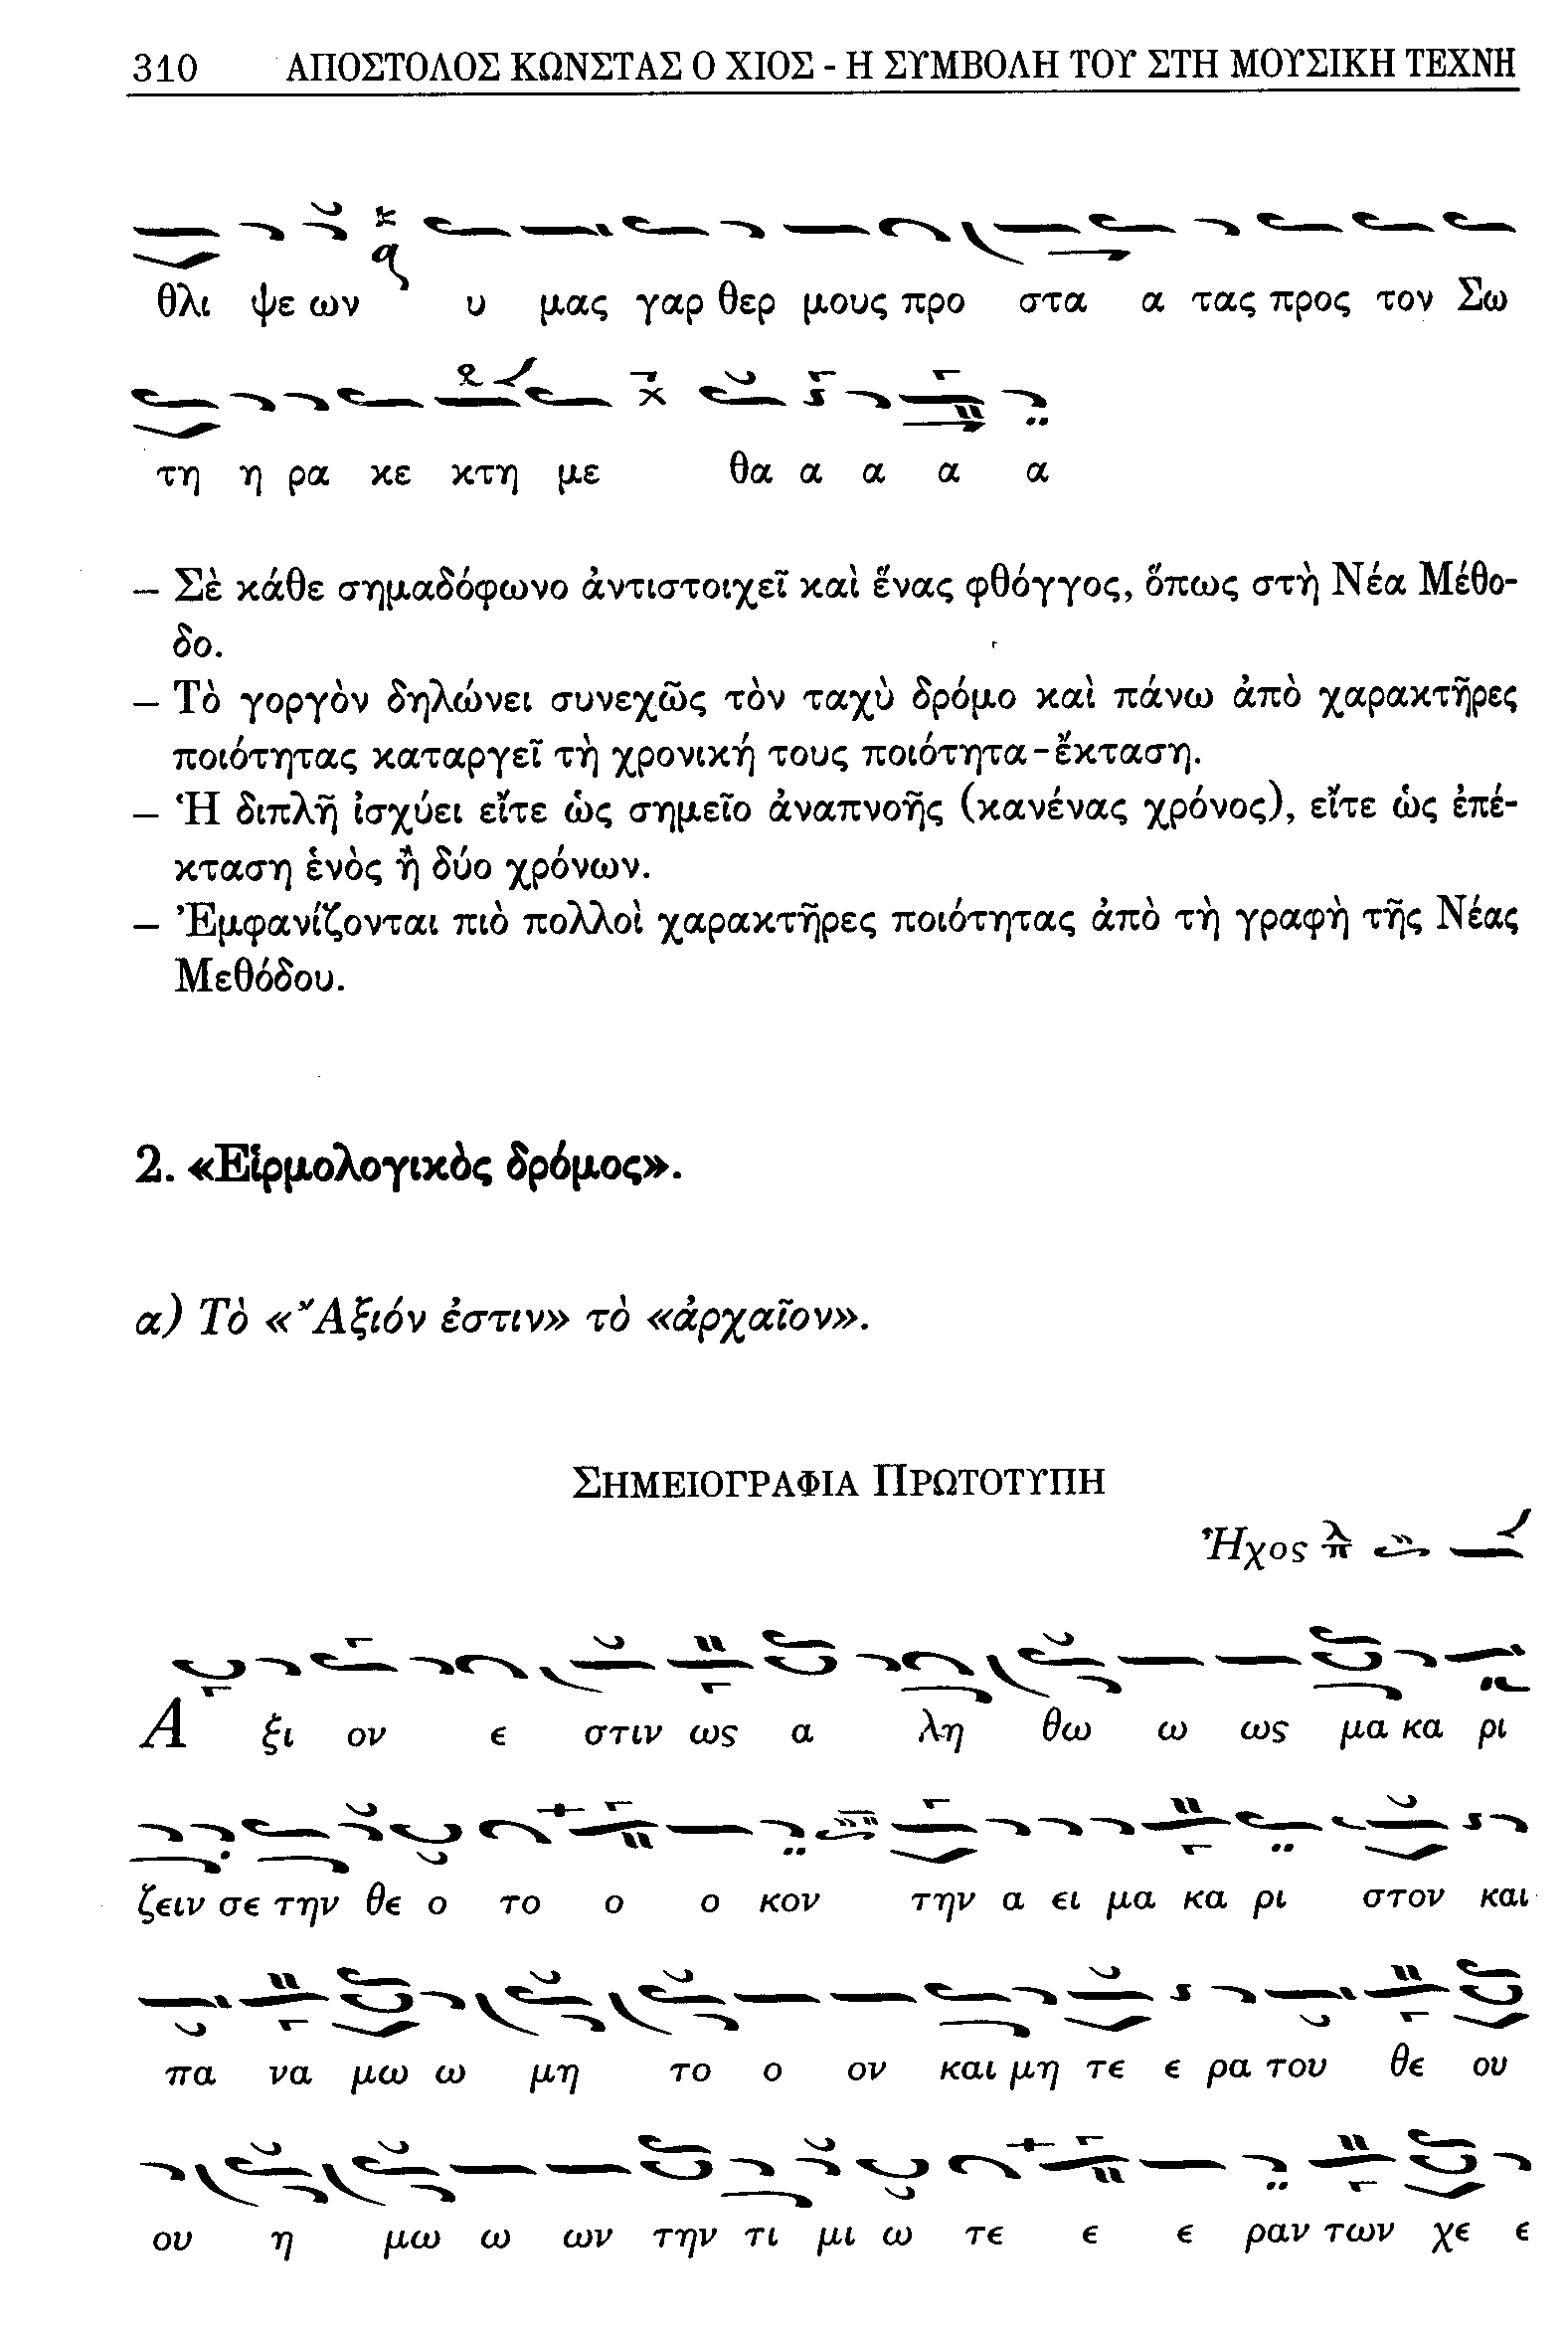 310 ΑΠΟΣΤΟΛΟΣ ΚΩΝΣΤΑΣ Ο ΧΙΟΣ - Η ΣΥΜΒΟΛΗ ΤΟΥ ΣΤΗ ΜΟΥΣΙΚΗ ΤΕΧΝΗ
θλι ψε ων υ μας γαρ θερ μους προ στα α τας προς τον Σω
τη η ρα κε κτη με θα α α α α
– Σὲ κάθε σημαδόφωνο ἀντιστοιχεῖ καὶ ἕνας φθόγγος, ὅπως στὴ Νέα Μέθο-
δο.
– Τὸ γοργὸν δηλώνει συνεχῶς τὸν ταχὺ δρόμο καὶ πάνω ἀπὸ χαρακτῆρες
ποιότητας καταργεῖ τὴ χρονική τους ποιότητα-ἔκταση.
– Ἡ διπλῆ ἰσχύει εἴτε ὡς σημεῖο ἀναπνοῆς (κανένας χρόνος), εἴτε ὡς ἐπέ-
κταση ἑνὸς ἢ δύο χρόνων.
– Ἐμφανίζονται πιὸ πολλοὶ χαρακτῆρες ποιότητας ἀπὸ τὴ γραφὴ τῆς Νέας
Μεθόδου.
2. «Εἱρμολογικὸς δρόμος».
α) Τὸ «Ἄξιόν ἐστιν» τὸ «ἀρχαῖον».
ΣΗΜΕΙΟΓΡΑΦΙΑ ΠΡΩΤΟΤΥΠΗ
Ἦχος
Α ξι ον ε στιν ως α λη θω ω ως μα κα ρι
ζειν σε την θε ο το ο ο κον την α ει μα κα ρι στον και
πα να μω ω μη το ο ον και μη τε ε ρα του θε ου
ου η μω ω ων την τι μι ω τε ε ε ραν των χε ε